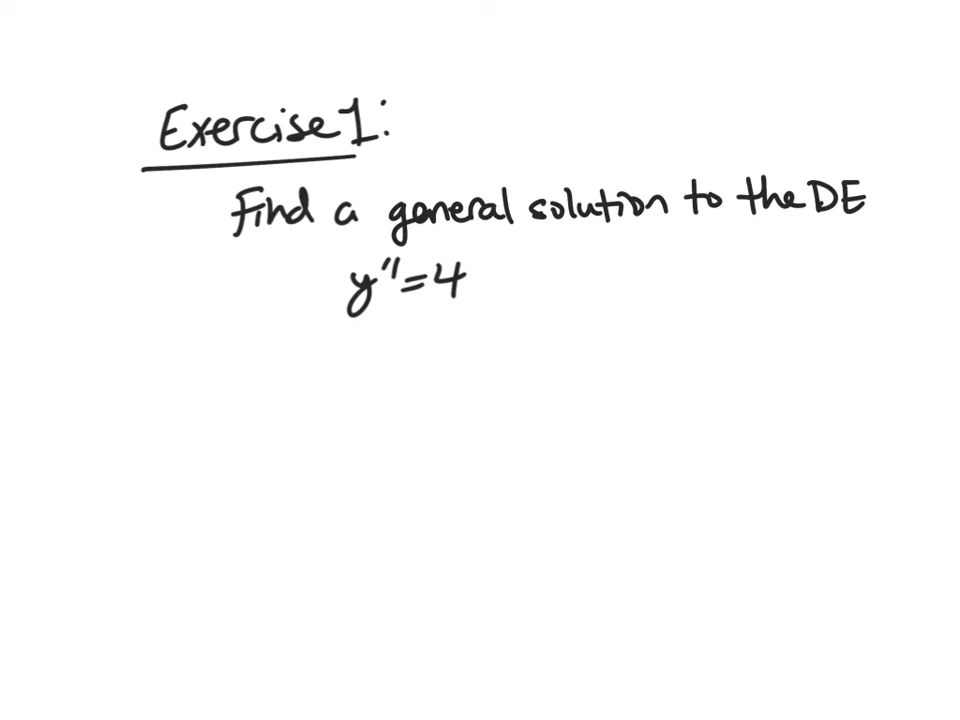 Exercise 1:
Find a general solution to the DE
y"=4